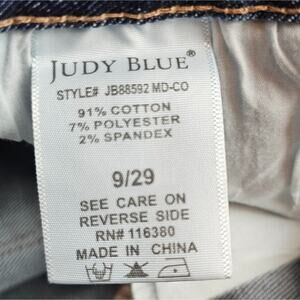 JUDY BLUE®
STYLE# JB88592 MD-CO
91% COTTON
7% POLYESTER
2% SPANDEX
9/29
SEE CARE ON
REVERSE SIDE
RN# 116380
MADE IN CHINA